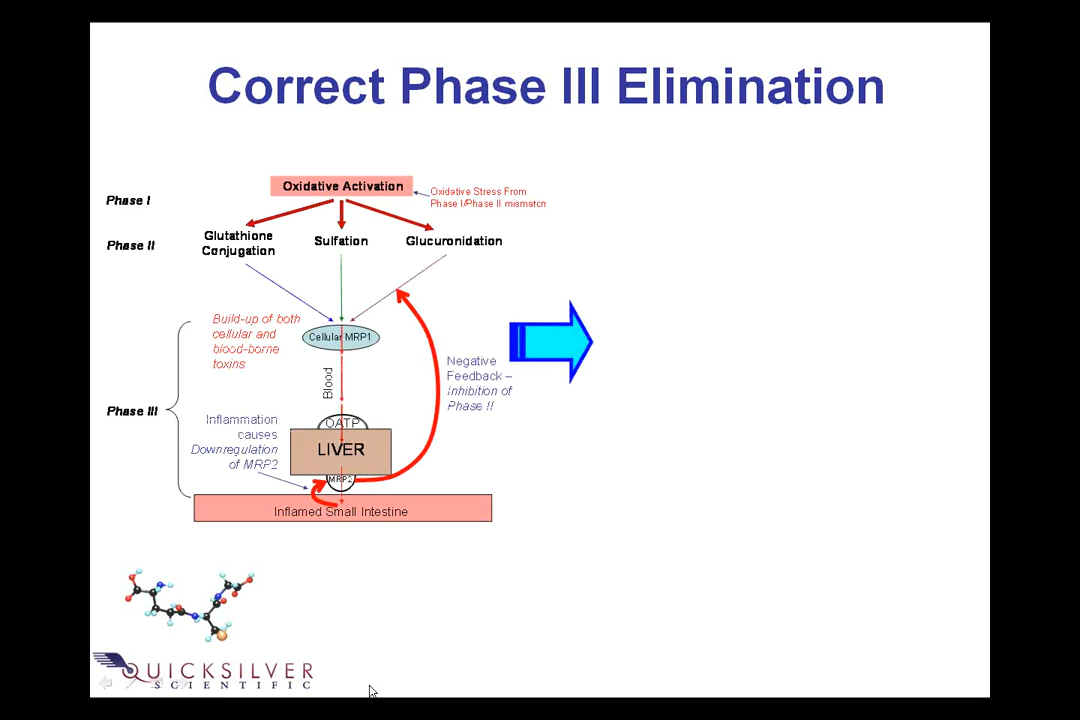 Correct Phase III Elimination
Oxidative Activation
Oxidative Stress From
Phase I/Phase II mismatch
Phase I
Glutathione
Conjugation
Sulfation
Glucuronidation
Phase II
Build-up of both
cellular and
blood-borne
toxins
Cellular MRP1
Blood
Negative
Feedback –
Inhibition of
Phase II
Phase III
Inflammation
causes
Downregulation
of MRP2
OATP
LIVER
MRP2
Inflamed Small Intestine
QUICKSILVER
SCIENTIFIC